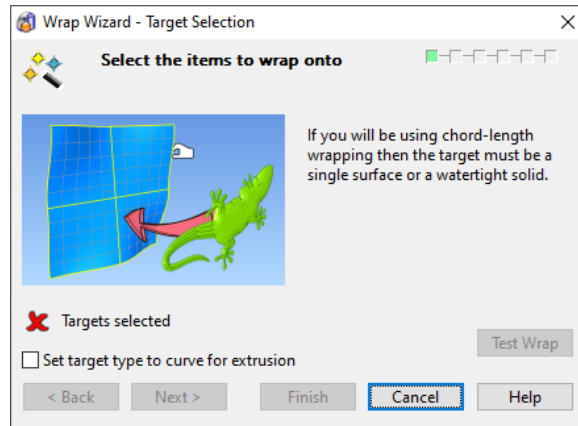 Wrap Wizard - Target Selection
Select the items to wrap onto
If you will be using chord-length
wrapping then the target must be a
single surface or a watertight solid.
Targets selected
Test Wrap
Set target type to curve for extrusion
< Back
Next >
Finish
Cancel
Help